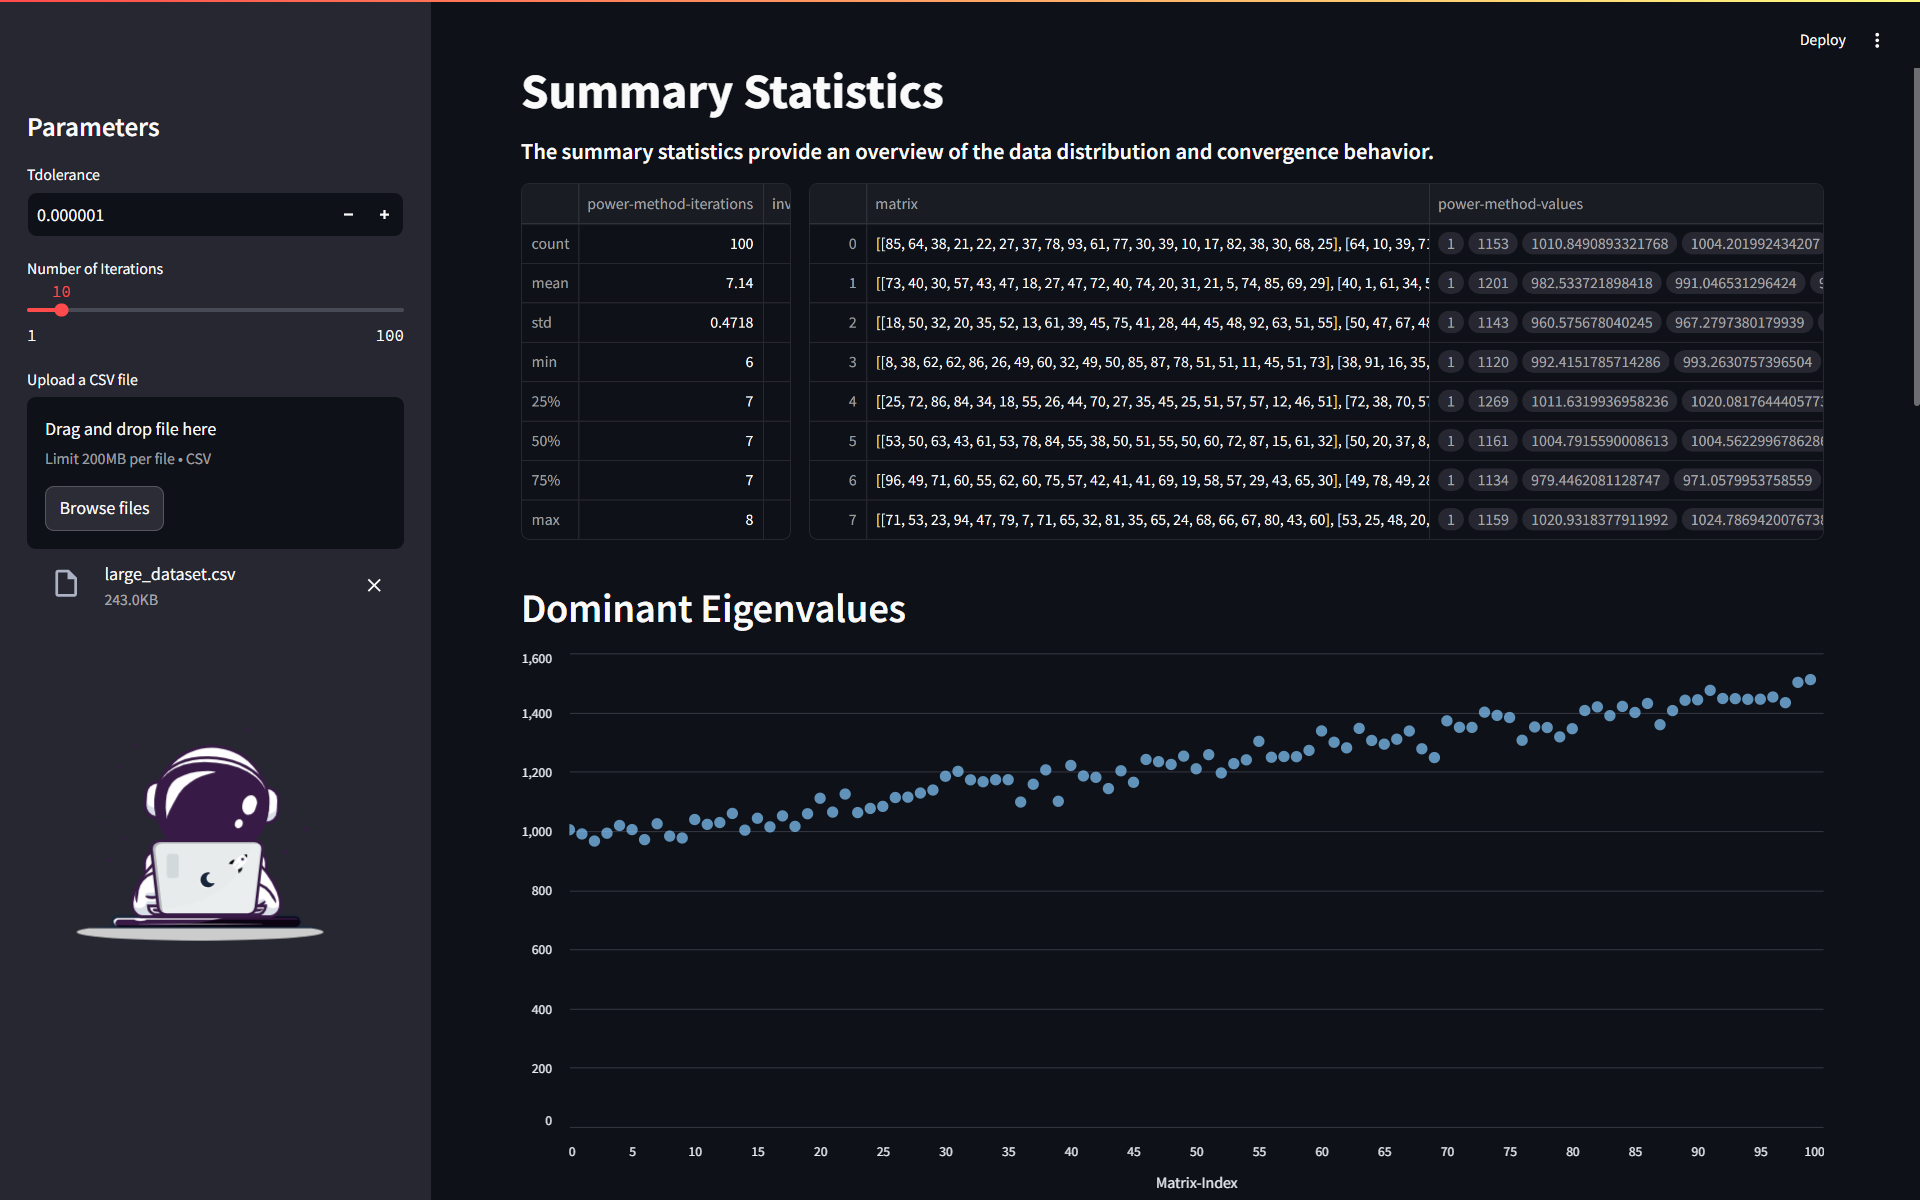 Deploy
Parameters
Tdolerance
0.000001
Number of Iterations
10
1 100
Upload a CSV file
Drag and drop file here
Limit 200MB per file • CSV
Browse files
large_dataset.csv
243.0KB
Summary Statistics
The summary statistics provide an overview of the data distribution and convergence behavior.
power-method-iterations inv
count 100
mean 7.14
std 0.4718
min 6
25% 7
50% 7
75% 7
max 8
matrix power-method-values
0 [[85, 64, 38, 21, 22, 27, 37, 78, 93, 61, 77, 30, 39, 10, 17, 82, 38, 30, 68, 25], [64, 10, 39, 71 1 1153 1010.8490893321768 1004.201992434207
1 [[73, 40, 30, 57, 43, 47, 18, 27, 47, 72, 40, 74, 20, 31, 21, 5, 74, 85, 69, 29], [40, 1, 61, 34, 5 1 1201 982.533721898418 991.046531296424 9
2 [[18, 50, 32, 20, 35, 52, 13, 61, 39, 45, 75, 41, 28, 44, 45, 48, 92, 63, 51, 55], [50, 47, 67, 48 1 1143 960.575678040245 967.2797380179939
3 [[8, 38, 62, 62, 86, 26, 49, 60, 32, 49, 50, 85, 87, 78, 51, 51, 11, 45, 51, 73], [38, 91, 16, 35, 1 1120 992.4151785714286 993.2630757396504
4 [[25, 72, 86, 84, 34, 18, 55, 26, 44, 70, 27, 35, 45, 25, 51, 57, 57, 12, 46, 51], [72, 38, 70, 57 1 1269 1011.6319936958236 1020.0817644405773
5 [[53, 50, 63, 43, 61, 53, 78, 84, 55, 38, 50, 51, 55, 50, 60, 72, 87, 15, 61, 32], [50, 20, 37, 8, 1 1161 1004.7915590008613 1004.5622996786286
6 [[96, 49, 71, 60, 55, 62, 60, 75, 57, 42, 41, 41, 69, 19, 58, 57, 29, 43, 65, 30], [49, 78, 49, 28 1 1134 979.4462081128747 971.0579953758559
7 [[71, 53, 23, 94, 47, 79, 7, 71, 65, 32, 81, 35, 65, 24, 68, 66, 67, 80, 43, 60], [53, 25, 48, 20, 1 1159 1020.9318377911992 1024.7869420076738
Dominant Eigenvalues
1,600
1,400
1,200
1,000
800
600
400
200
0
0 5 10 15 20 25 30 35 40 45 50 55 60 65 70 75 80 85 90 95 100
Matrix-Index